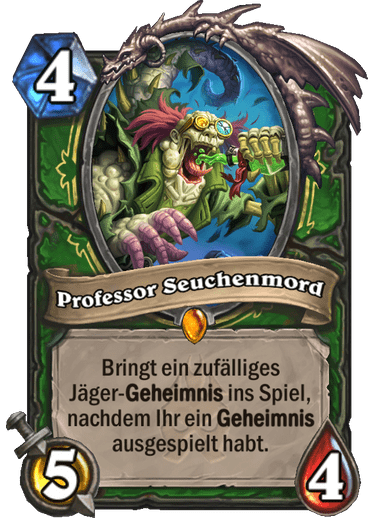 4
Professor Seuchenmord
Bringt ein zufälliges
Jäger-Geheimnis ins Spiel,
nachdem Ihr ein Geheimnis
ausgespielt habt.
5
4